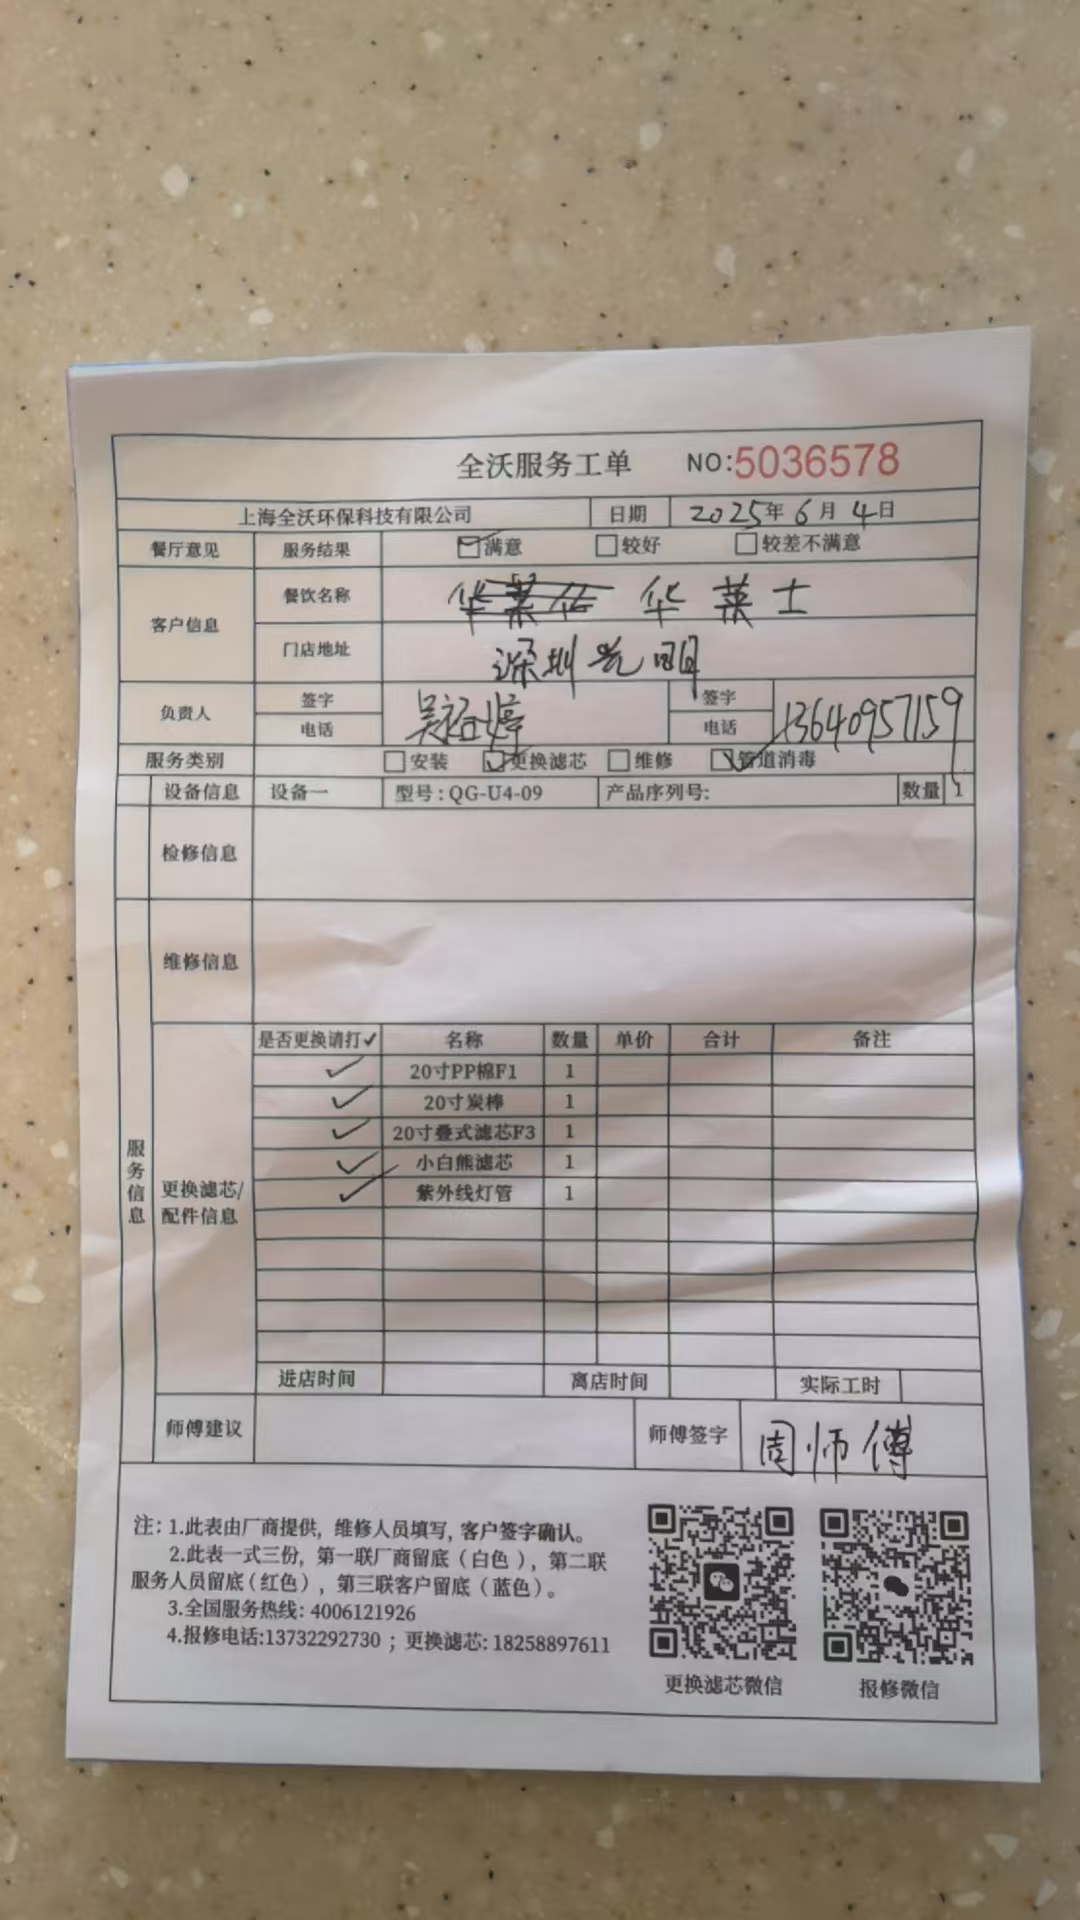 全沃服务工单 NO:5036578
上海全沃环保科技有限公司 日期 2025年6月4日
餐厅意见 服务结果 ☑满意 □较好 □较差不满意
客户信息 餐饮名称 华莱士
门店地址 深圳光明
负责人 签字 吴裕婷 签字
电话 电话 13640957159
服务类别 □安装 ☑更换滤芯 □维修 ☑管道消毒
设备信息 设备一 型号：QG-U4-09 产品序列号： 数量 1
检修信息
维修信息
服务信息
更换滤芯/配件信息
是否更换请打✓ 名称 数量 单价 合计 备注
✓ 20寸PP棉F1 1
✓ 20寸炭棒 1
✓ 20寸叠式滤芯F3 1
✓ 小白熊滤芯 1
✓ 紫外线灯管 1
进店时间 离店时间 实际工时
师傅建议 师傅签字 周师傅
注：1.此表由厂商提供，维修人员填写，客户签字确认。
2.此表一式三份，第一联厂商留底（白色），第二联
服务人员留底（红色），第三联客户留底（蓝色）。
3.全国服务热线：4006121926
4.报修电话:13732292730；更换滤芯：18258897611
更换滤芯微信 报修微信